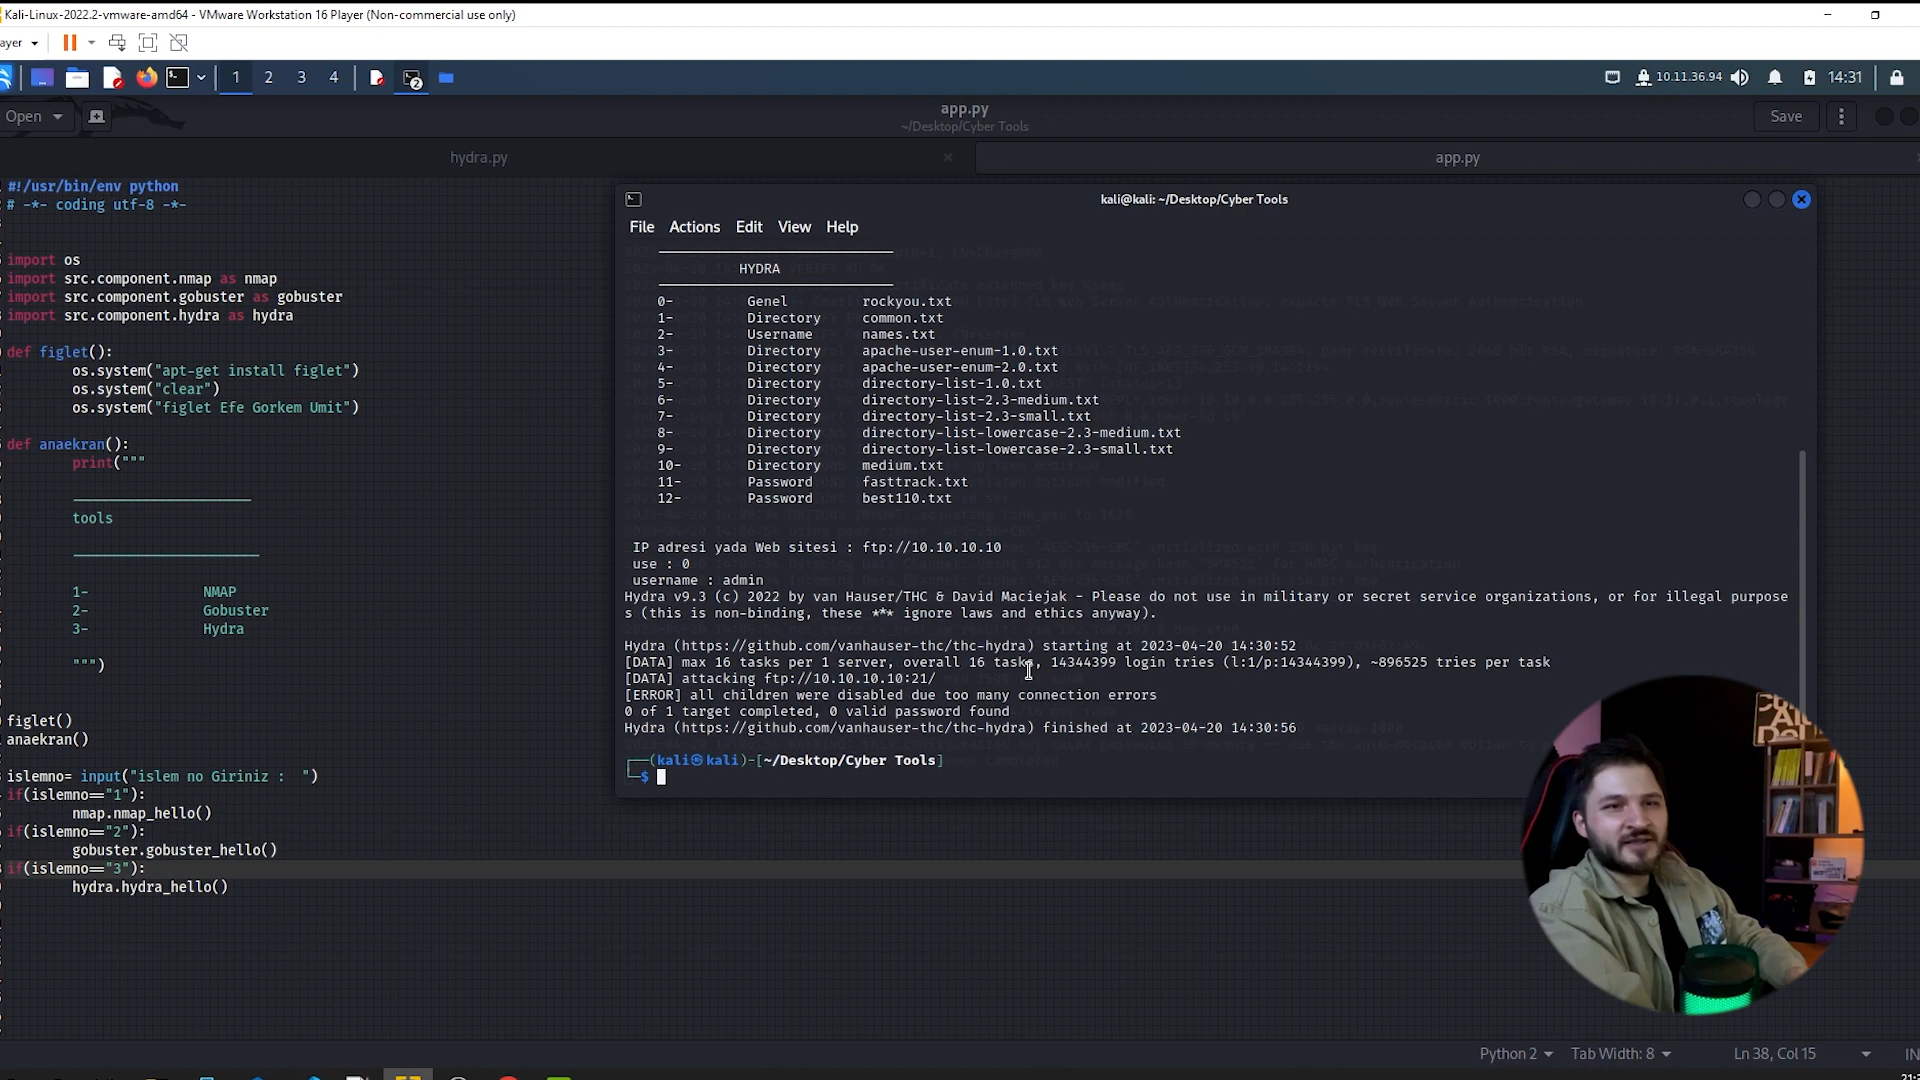 Kali-Linux-2022.2-vmware-amd64 - VMware Workstation 16 Player (Non-commercial use only)
ayer
1 2 3 4
10.11.36.94
14:31
Open
app.py
~/Desktop/Cyber Tools
Save
hydra.py
app.py
#!/usr/bin/env python
# -*- coding utf-8 -*-
import os
import src.component.nmap as nmap
import src.component.gobuster as gobuster
import src.component.hydra as hydra
def figlet():
os.system("apt-get install figlet")
os.system("clear")
os.system("figlet Efe Gorkem Umit")
def anaekran():
print("""
tools
1- NMAP
2- Gobuster
3- Hydra
""")
figlet()
anaekran()
islemno= input("islem no Giriniz :  ")
if(islemno=="1"):
nmap.nmap_hello()
if(islemno=="2"):
gobuster.gobuster_hello()
if(islemno=="3"):
hydra.hydra_hello()
kali@kali: ~/Desktop/Cyber Tools
File Actions Edit View Help
HYDRA
0- Genel rockyou.txt
1- Directory common.txt
2- Username names.txt
3- Directory apache-user-enum-1.0.txt
4- Directory apache-user-enum-2.0.txt
5- Directory directory-list-1.0.txt
6- Directory directory-list-2.3-medium.txt
7- Directory directory-list-2.3-small.txt
8- Directory directory-list-lowercase-2.3-medium.txt
9- Directory directory-list-lowercase-2.3-small.txt
10- Directory medium.txt
11- Password fasttrack.txt
12- Password best110.txt
IP adresi yada Web sitesi : ftp://10.10.10.10
use : 0
username : admin
Hydra v9.3 (c) 2022 by van Hauser/THC & David Maciejak - Please do not use in military or secret service organizations, or for illegal purpose
s (this is non-binding, these *** ignore laws and ethics anyway).
Hydra (https://github.com/vanhauser-thc/thc-hydra) starting at 2023-04-20 14:30:52
[DATA] max 16 tasks per 1 server, overall 16 tasks, 14344399 login tries (l:1/p:14344399), ~896525 tries per task
[DATA] attacking ftp://10.10.10.10:21/
[ERROR] all children were disabled due too many connection errors
0 of 1 target completed, 0 valid password found
Hydra (https://github.com/vanhauser-thc/thc-hydra) finished at 2023-04-20 14:30:56
(kali㉿kali)-[~/Desktop/Cyber Tools]
$
Python 2
Tab Width: 8
Ln 38, Col 15